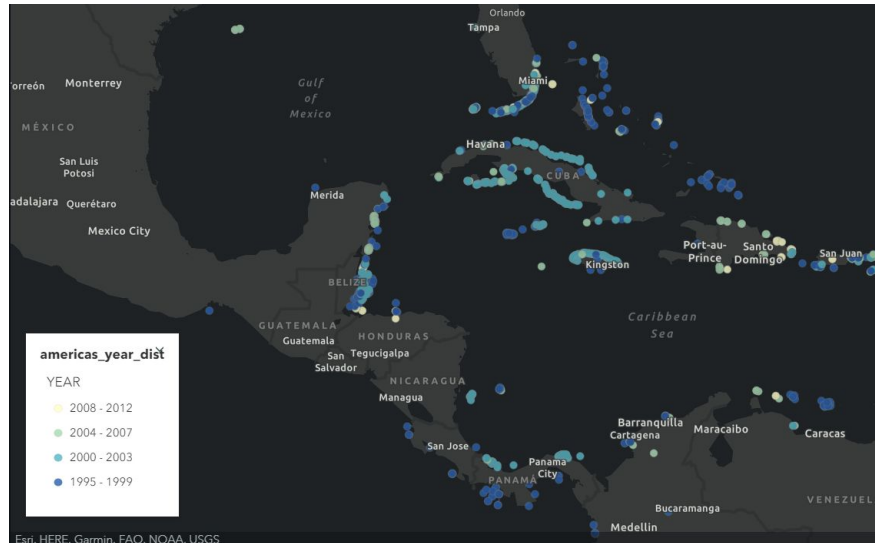 Orlando
Tampa
Miami
Gulf
of
Mexico
Monterrey
MÉXICO
San Luis
Potosi
Querétaro
Mexico City
Merida
Havana
CUBA
Port-au-
Prince
Santo
Domingo
San Juan
Kingston
BELIZE
Caribbean
Sea
GUATEMALA
Guatemala
HONDURAS
San
Salvador
Tegucigalpa
NICARAGUA
Managua
San Jose
Panama
City
PANAMÁ
Barranquilla
Cartagena
Maracaibo
Caracas
VENEZUEL
Bucaramanga
Medellin
americas_year_dist
YEAR
2008 - 2012
2004 - 2007
2000 - 2003
1995 - 1999
Esri, HERE, Garmin, FAO, NOAA, USGS